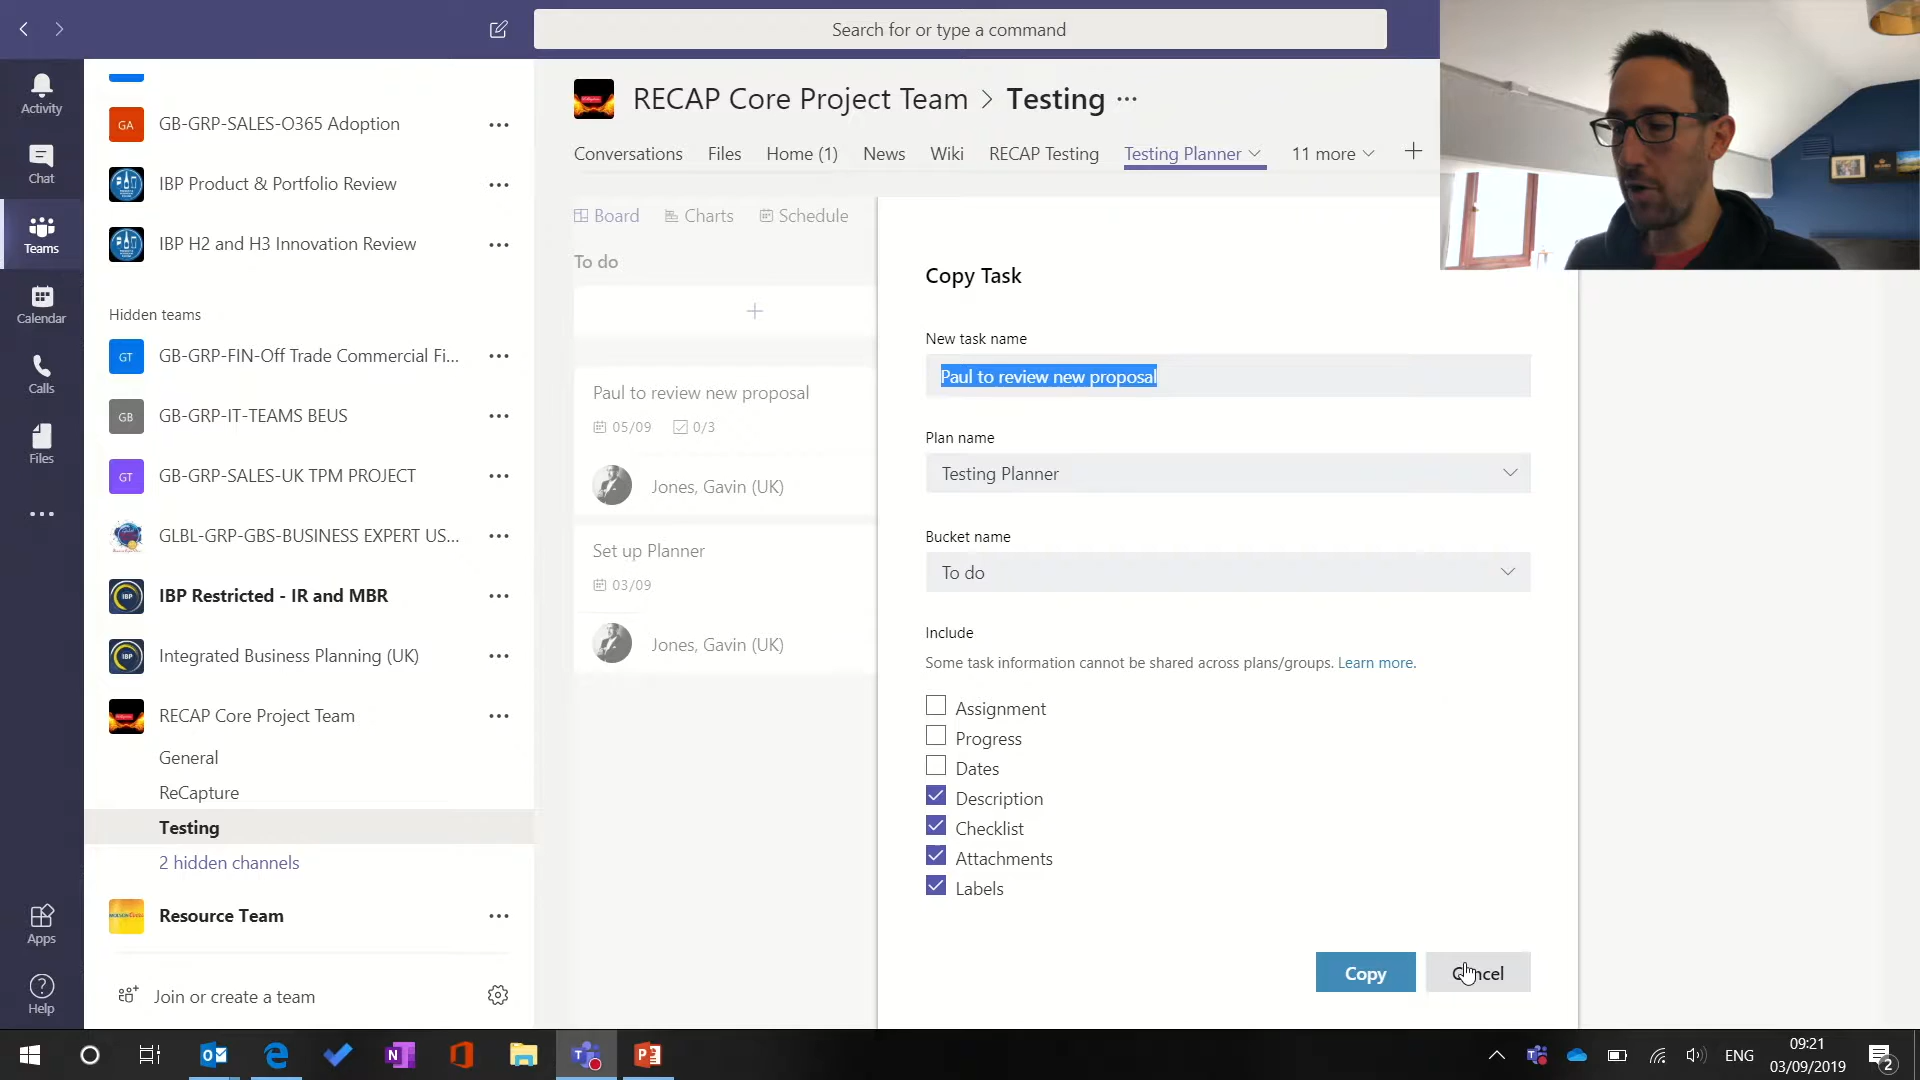 Search for or type a command
Activity
Chat
Teams
Calendar
Calls
Files
Apps
Help
GA
GB-GRP-SALES-O365 Adoption
IBP Product & Portfolio Review
IBP H2 and H3 Innovation Review
Hidden teams
GT
GB-GRP-FIN-Off Trade Commercial Fi...
GB
GB-GRP-IT-TEAMS BEUS
GT
GB-GRP-SALES-UK TPM PROJECT
GLBL-GRP-GBS-BUSINESS EXPERT US...
IBP
IBP Restricted - IR and MBR
IBP
Integrated Business Planning (UK)
RECAP Core Project Team
General
ReCapture
Testing
2 hidden channels
Resource Team
Join or create a team
RECAP Core Project Team > Testing
Conversations Files Home (1) News Wiki RECAP Testing Testing Planner 11 more
Board Charts Schedule
To do
Paul to review new proposal
05/09 0/3
Jones, Gavin (UK)
Set up Planner
03/09
Jones, Gavin (UK)
Copy Task
New task name
Paul to review new proposal
Plan name
Testing Planner
Bucket name
To do
Include
Some task information cannot be shared across plans/groups. Learn more.
Assignment
Progress
Dates
Description
Checklist
Attachments
Labels
Copy
Cancel
ENG
09:21
03/09/2019
2